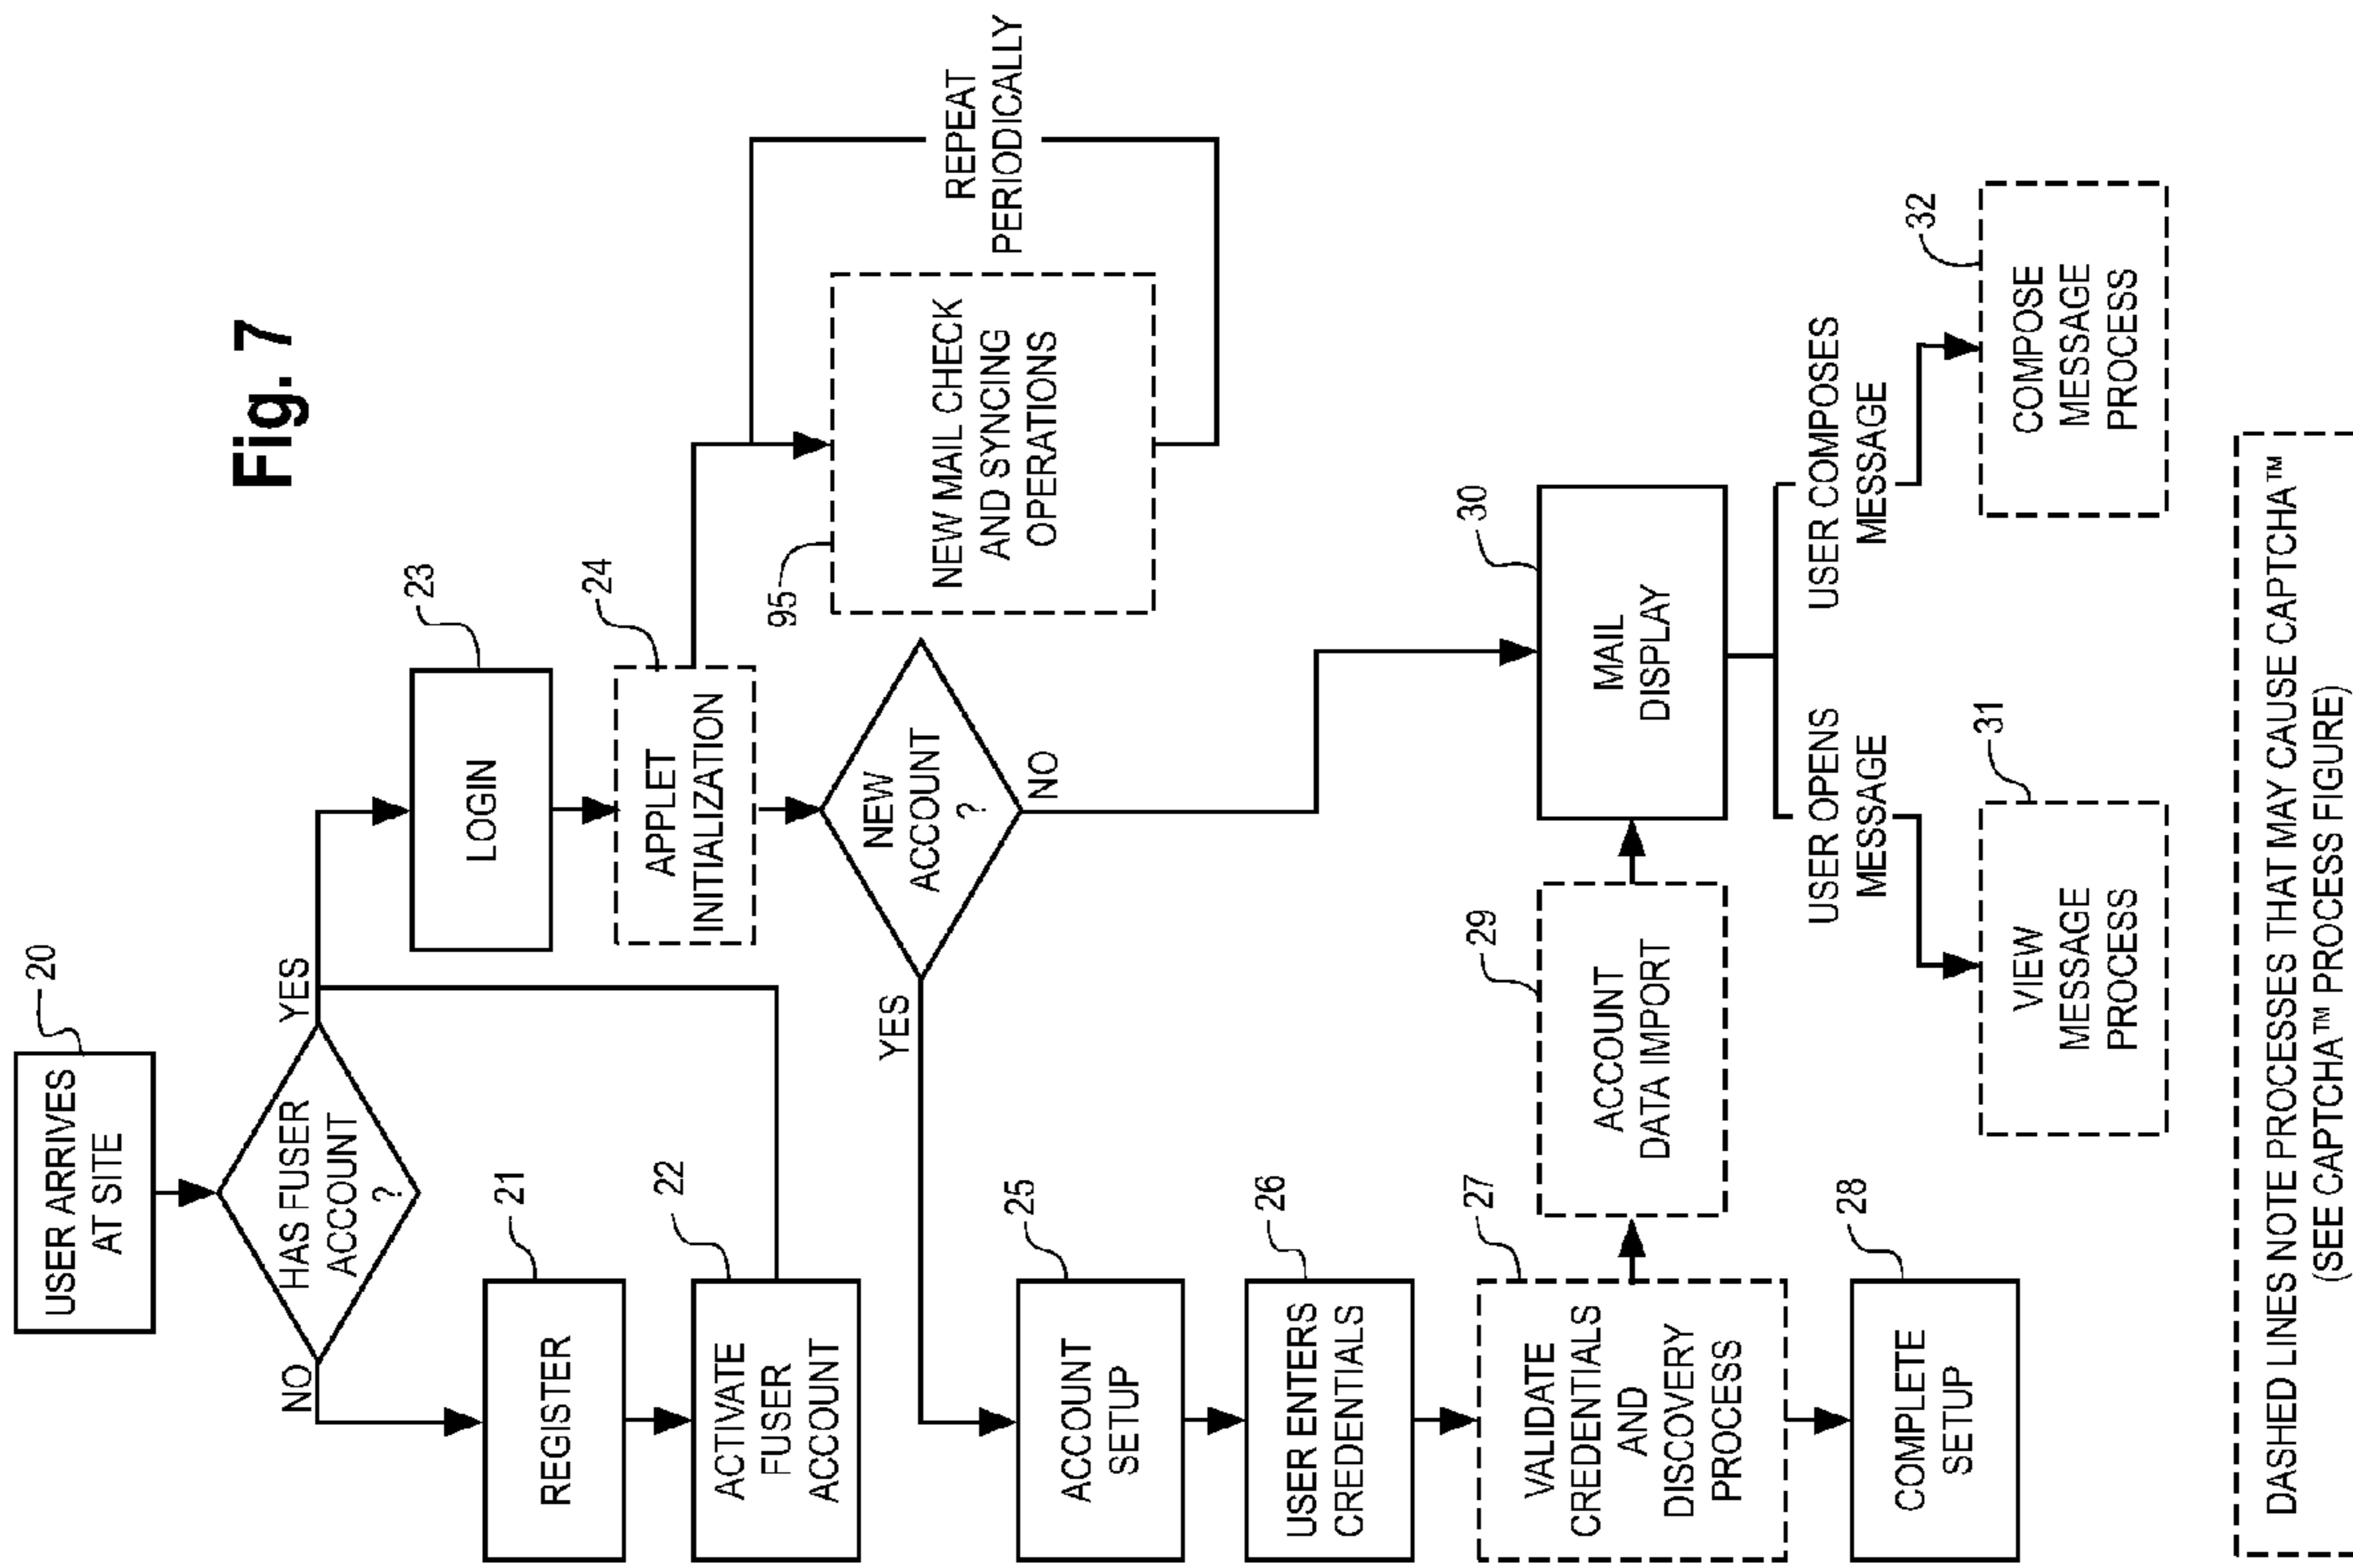 Fig. 7
20
USER ARRIVES
AT SITE
HAS FUSER
ACCOUNT
?
NO
YES
21
REGISTER
22
ACTIVATE
FUSER
ACCOUNT
23
LOGIN
24
APPLET
INITIALIZATION
95
NEW MAIL CHECK
AND SYNCING
OPERATIONS
REPEAT
PERIODICALLY
NEW
ACCOUNT
?
YES
NO
25
ACCOUNT
SETUP
26
USER ENTERS
CREDENTIALS
27
VALIDATE
CREDENTIALS
AND
DISCOVERY
PROCESS
28
COMPLETE
SETUP
29
ACCOUNT
DATA IMPORT
30
MAIL
DISPLAY
USER OPENS
MESSAGE
USER COMPOSES
MESSAGE
31
VIEW
MESSAGE
PROCESS
32
COMPOSE
MESSAGE
PROCESS
DASHED LINES NOTE PROCESSES THAT MAY CAUSE CAPTCHA™
(SEE CAPTCHA™ PROCESS FIGURE)